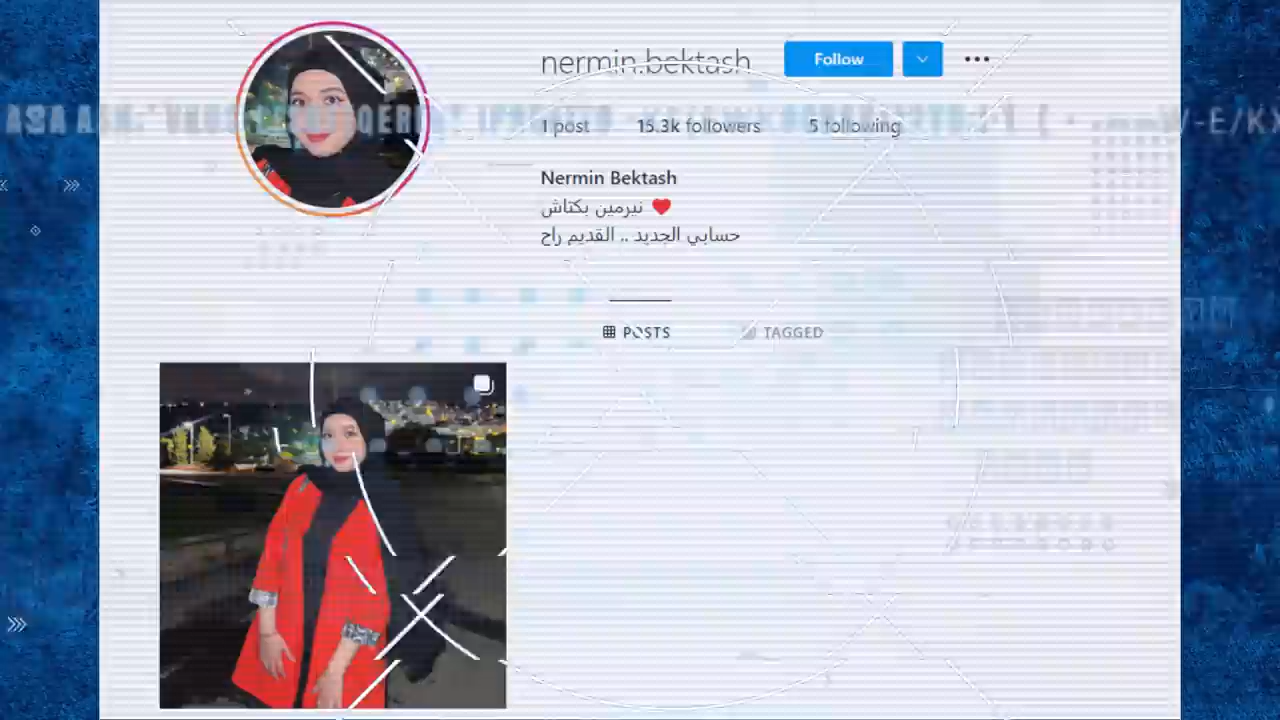 nermin.bektash
Follow
1 post 15.3k followers 5 following
Nermin Bektash
نيرمين بكتاش ❤️
حسابي الجديد .. القديم راح
POSTS TAGGED